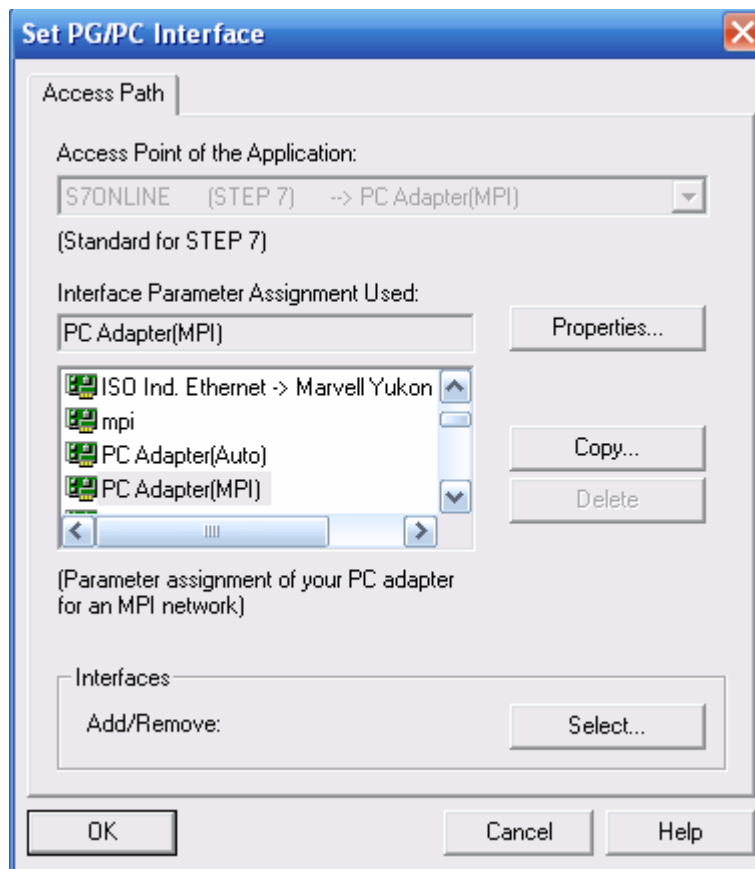 Set PG/PC Interface
Access Path
Access Point of the Application:
S7ONLINE (STEP 7) --> PC Adapter(MPI)
(Standard for STEP 7)
Interface Parameter Assignment Used:
PC Adapter(MPI)
Properties...
ISO Ind. Ethernet -> Marvell Yukon
mpi
PC Adapter(Auto)
PC Adapter(MPI)
Copy...
Delete
(Parameter assignment of your PC adapter
for an MPI network)
Interfaces
Add/Remove:
Select...
OK
Cancel
Help